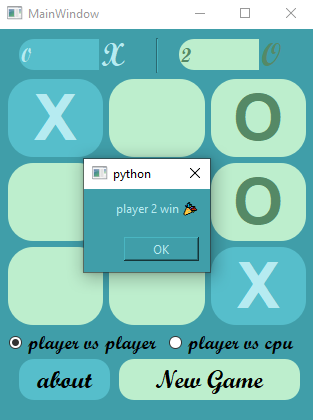 MainWindow
0 X 2 O
X O
python
player 2 win 🎉
O
OK
X
player vs player player vs cpu
about New Game